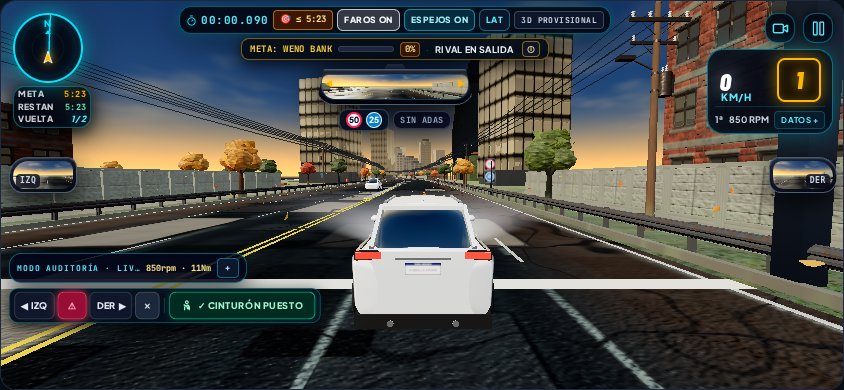 N
00:00.090
≤ 5:23
FAROS ON
ESPEJOS ON
LAT
3D PROVISIONAL
META: WENO BANK
0%
RIVAL EN SALIDA
META 5:23
RESTAN 5:23
VUELTA 1/2
0
KM/H
1
1ª 850 RPM
DATOS +
50
25
SIN ADAS
IZQ
DER
MODO AUDITORÍA · LIV… 850rpm · 11Nm
+
◀ IZQ
⚠
DER ▶
×
✓ CINTURÓN PUESTO